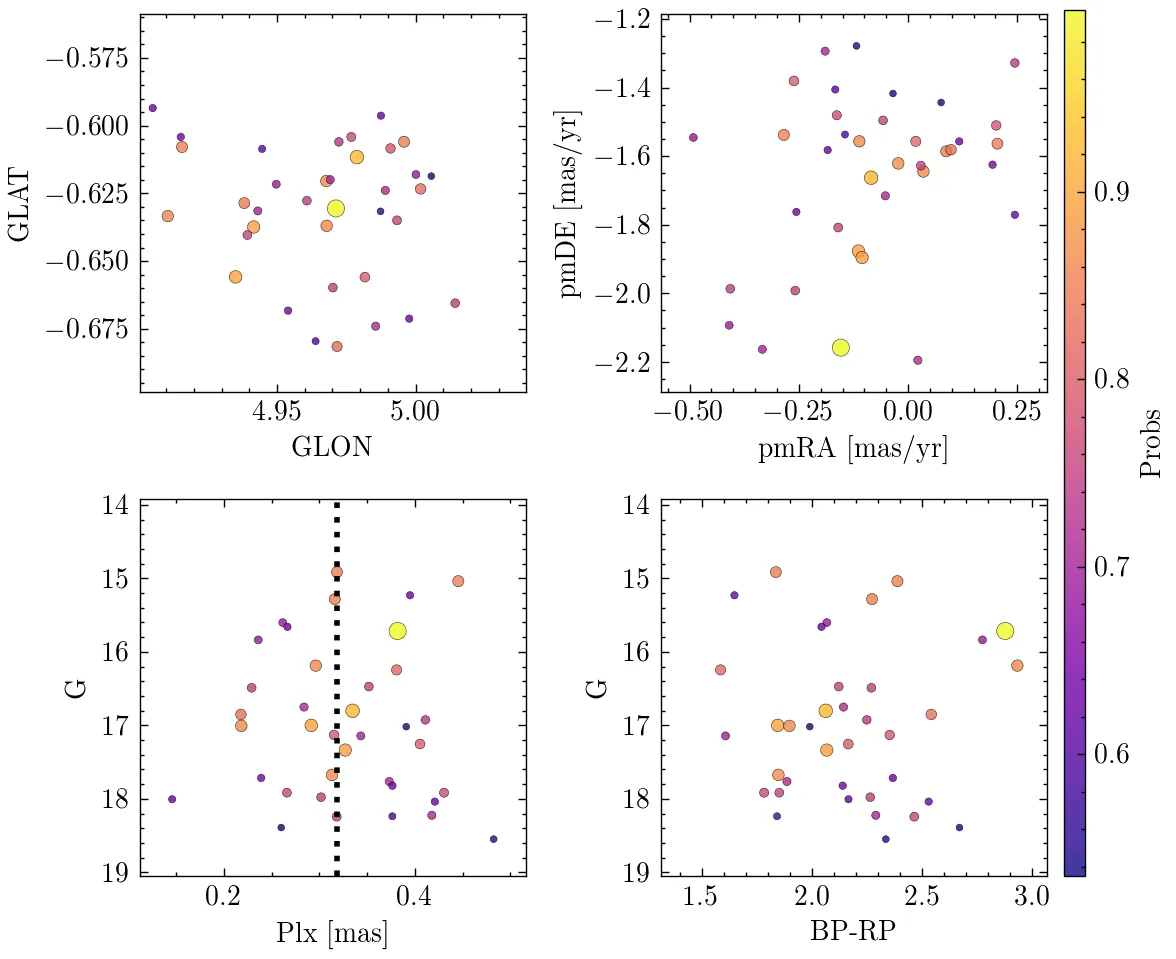 −0.575
−0.600
−0.625
−0.650
−0.675
GLAT
4.95 5.00
GLON
−1.2
−1.4
−1.6
−1.8
−2.0
−2.2
pmDE [mas/yr]
−0.50 −0.25 0.00 0.25
pmRA [mas/yr]
14
15
16
17
18
19
G
0.2 0.4
Plx [mas]
14
15
16
17
18
19
G
1.5 2.0 2.5 3.0
BP-RP
0.9
0.8
0.7
0.6
Probs